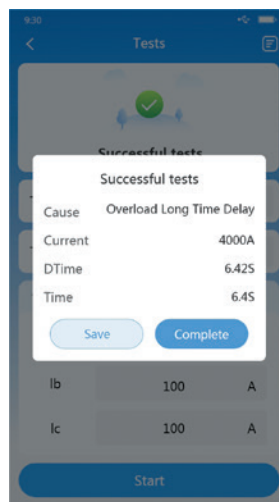 9:30
Tests
Successful tests
Successful tests
Cause Overload Long Time Delay
Current 4000A
DTime 6.42S
Time 6.4S
Save Complete
Ib 100 A
Ic 100 A
Start